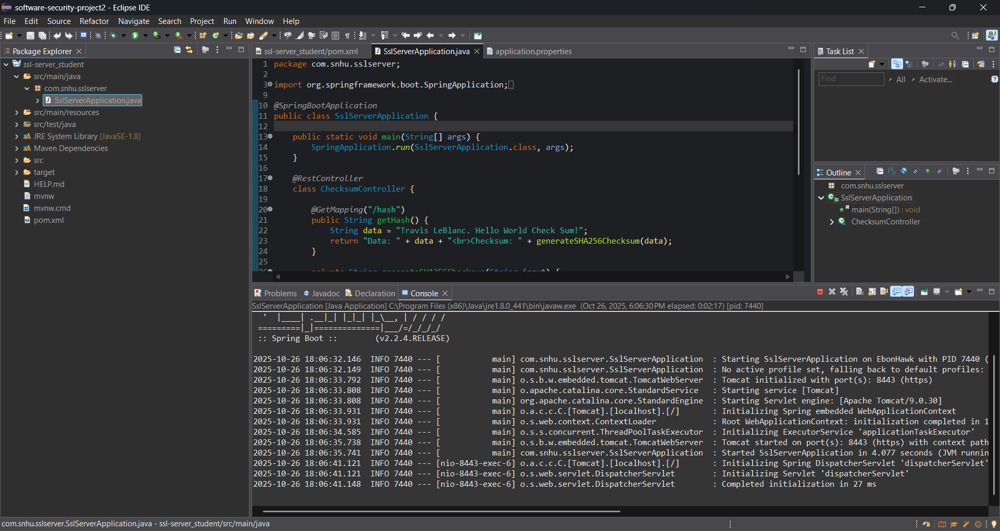 software-security-project2 - Eclipse IDE
File Edit Source Refactor Navigate Search Project Run Window Help
Package Explorer
ssl-server_student
src/main/java
com.snhu.sslserver
SslServerApplication.java
src/main/resources
src/test/java
JRE System Library [JavaSE-1.8]
Maven Dependencies
src
target
HELP.md
mvnw
mvnw.cmd
pom.xml
ssl-server_student/pom.xml SslServerApplication.java application.properties
1 package com.snhu.sslserver;
2
3 import org.springframework.boot.SpringApplication;
9
10 @SpringBootApplication
11 public class SslServerApplication {
12
13 public static void main(String[] args) {
14 SpringApplication.run(SslServerApplication.class, args);
15 }
16
17 @RestController
18 class ChecksumController {
19
20 @GetMapping("/hash")
21 public String getHash() {
22 String data = "Travis LeBlanc. Hello World Check Sum!";
23 return "Data: " + data + "<br>Checksum: " + generateSHA256Checksum(data);
24 }
25
26 private String generateSHA256Checksum(String input) {
Task List
Find All Activate...
Outline
com.snhu.sslserver
SslServerApplication
main(String[]) : void
ChecksumController
Problems Javadoc Declaration Console
SslServerApplication [Java Application] C:\Program Files (x86)\Java\jre1.8.0_441\bin\javaw.exe (Oct 26, 2025, 6:06:30 PM elapsed: 0:02:17) [pid: 7440]
' |____| .__|_| |_|_| |_\__, | / / / /
=========|_|==============|___/=/_/_/_/
:: Spring Boot :: (v2.2.4.RELEASE)
2025-10-26 18:06:32.146 INFO 7440 --- [ main] com.snhu.sslserver.SslServerApplication : Starting SslServerApplication on EbonHawk with PID 7440 (
2025-10-26 18:06:32.149 INFO 7440 --- [ main] com.snhu.sslserver.SslServerApplication : No active profile set, falling back to default profiles:
2025-10-26 18:06:33.792 INFO 7440 --- [ main] o.s.b.w.embedded.tomcat.TomcatWebServer : Tomcat initialized with port(s): 8443 (https)
2025-10-26 18:06:33.808 INFO 7440 --- [ main] o.apache.catalina.core.StandardService : Starting service [Tomcat]
2025-10-26 18:06:33.808 INFO 7440 --- [ main] org.apache.catalina.core.StandardEngine : Starting Servlet engine: [Apache Tomcat/9.0.30]
2025-10-26 18:06:33.931 INFO 7440 --- [ main] o.a.c.c.C.[Tomcat].[localhost].[/] : Initializing Spring embedded WebApplicationContext
2025-10-26 18:06:33.931 INFO 7440 --- [ main] o.s.web.context.ContextLoader : Root WebApplicationContext: initialization completed in 1
2025-10-26 18:06:34.585 INFO 7440 --- [ main] o.s.s.concurrent.ThreadPoolTaskExecutor : Initializing ExecutorService 'applicationTaskExecutor'
2025-10-26 18:06:35.738 INFO 7440 --- [ main] o.s.b.w.embedded.tomcat.TomcatWebServer : Tomcat started on port(s): 8443 (https) with context path
2025-10-26 18:06:35.741 INFO 7440 --- [ main] com.snhu.sslserver.SslServerApplication : Started SslServerApplication in 4.077 seconds (JVM runnin
2025-10-26 18:06:41.121 INFO 7440 --- [nio-8443-exec-6] o.a.c.c.C.[Tomcat].[localhost].[/] : Initializing Spring DispatcherServlet 'dispatcherServlet'
2025-10-26 18:06:41.121 INFO 7440 --- [nio-8443-exec-6] o.s.web.servlet.DispatcherServlet : Initializing Servlet 'dispatcherServlet'
2025-10-26 18:06:41.148 INFO 7440 --- [nio-8443-exec-6] o.s.web.servlet.DispatcherServlet : Completed initialization in 27 ms
com.snhu.sslserver.SslServerApplication.java - ssl-server_student/src/main/java